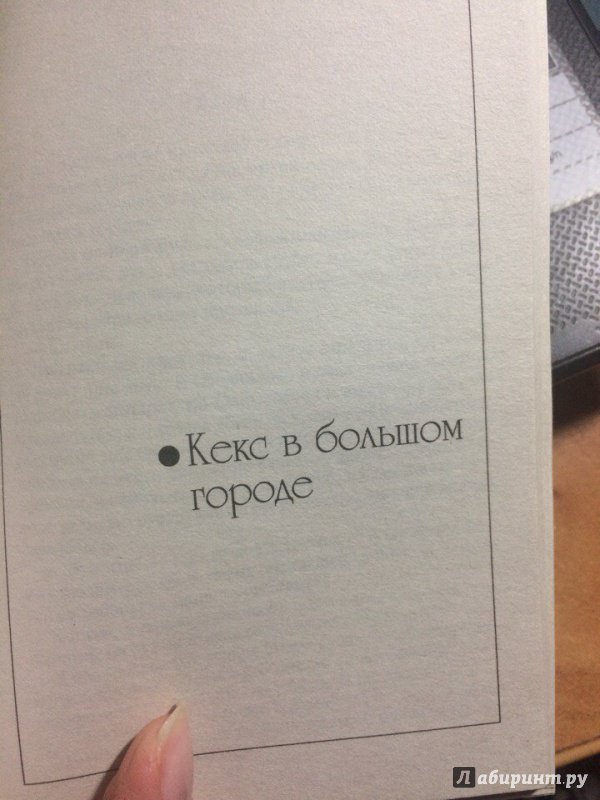 • Кекс в большом
городе
Лабиринт.ру